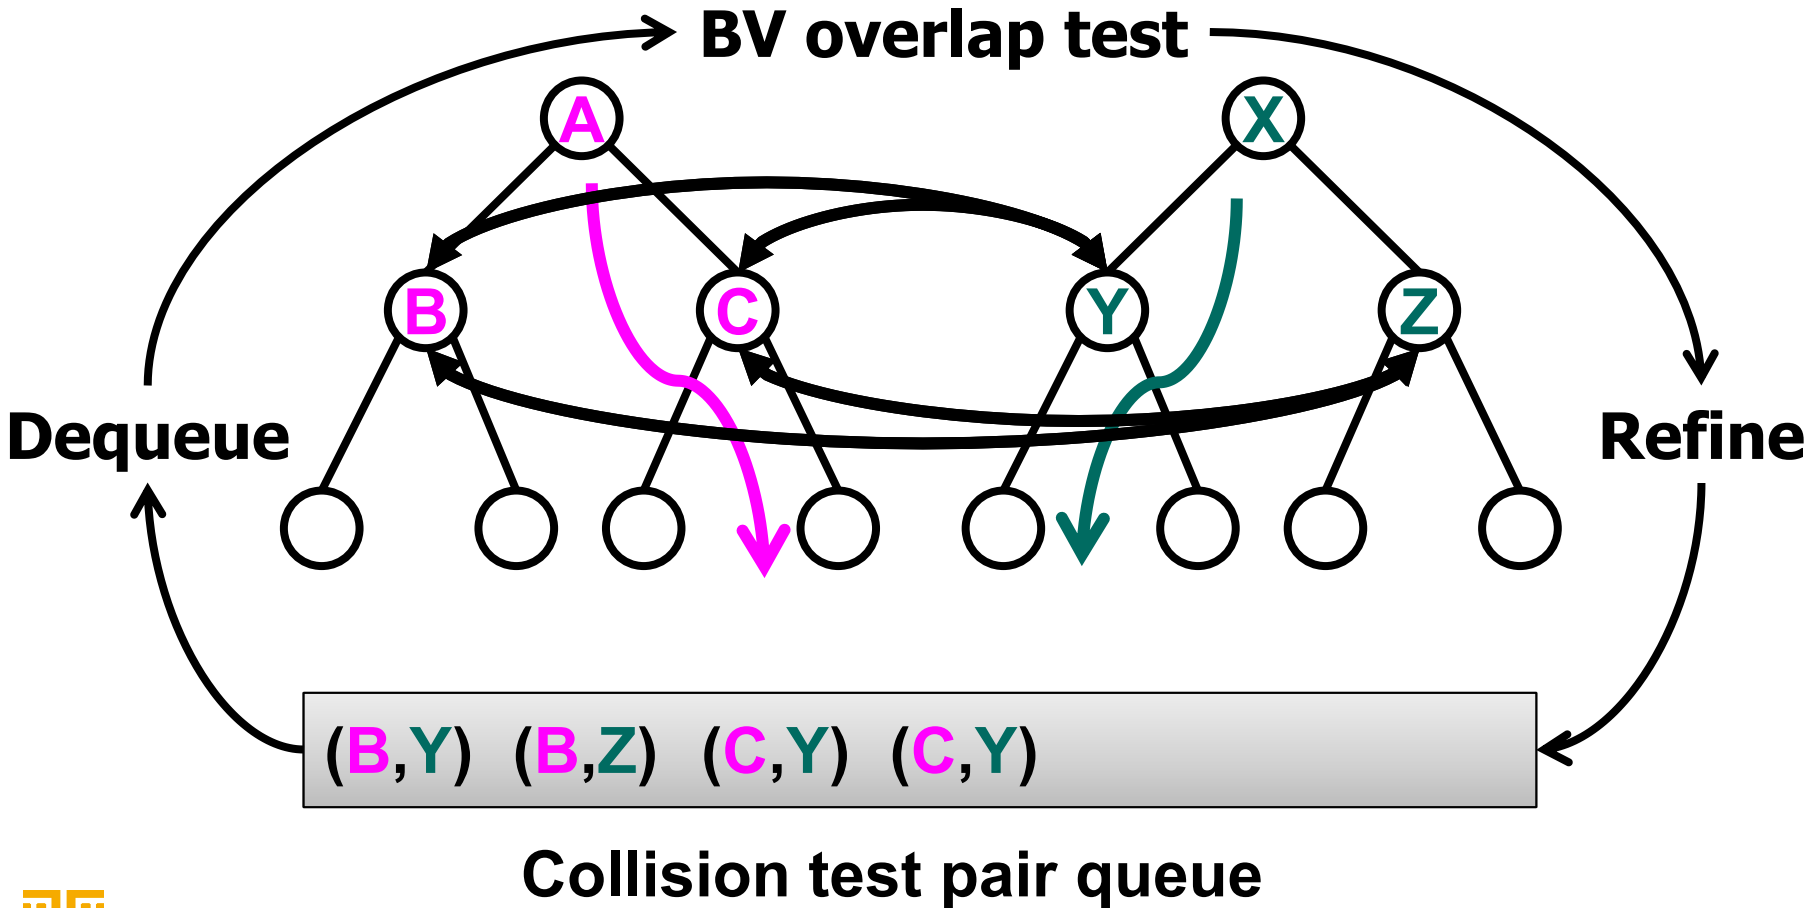 BV overlap test
A
X
B
C
Y
Z
Dequeue
Refine
(B,Y) (B,Z) (C,Y) (C,Y)
Collision test pair queue